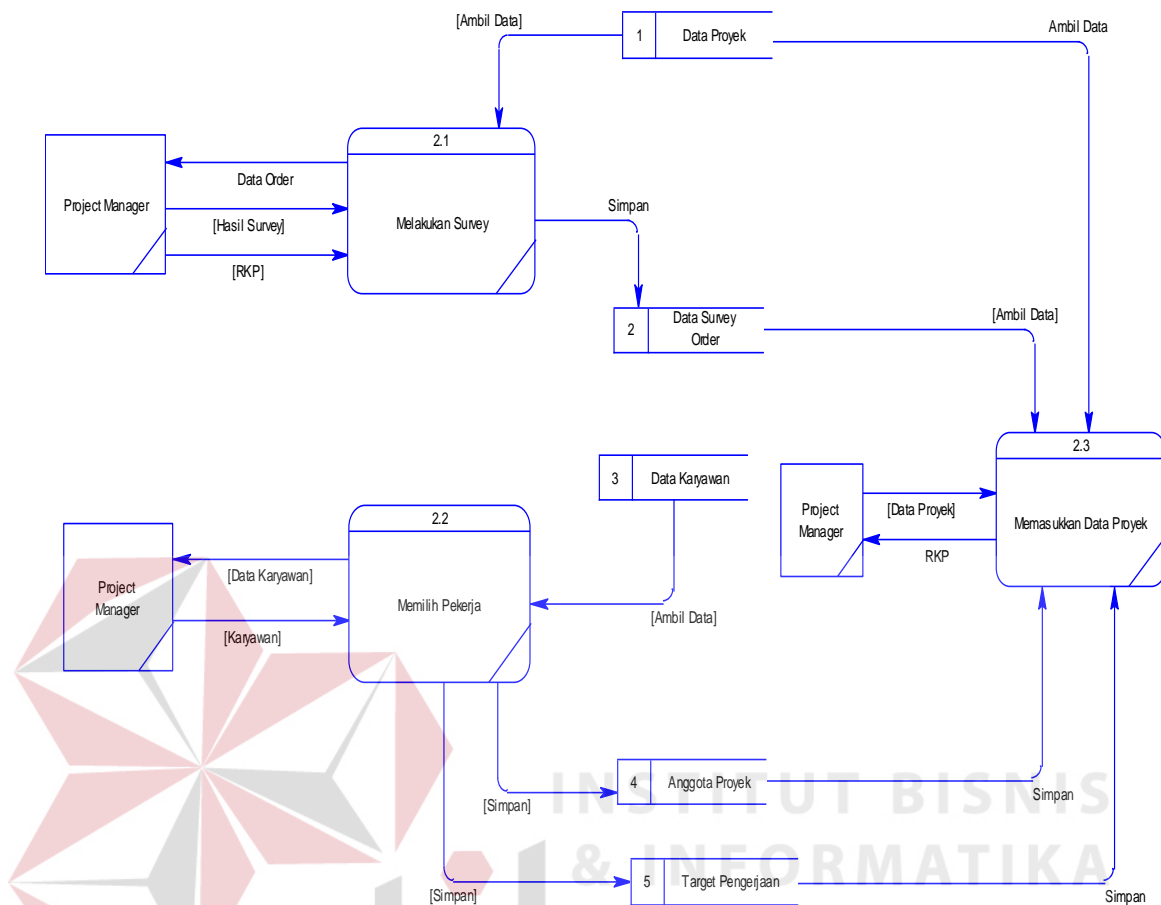 [Ambil Data]
1
Data Proyek
Ambil Data
2.1
Project Manager
Data Order
[Hasil Survey]
[RKP]
Melakukan Survey
Simpan
2
Data Survey
Order
[Ambil Data]
2.3
3
Data Karyawan
Project
Manager
[Data Proyek]
RKP
Memasukkan Data Proyek
2.2
Project
Manager
[Data Karyawan]
[Karyawan]
Memilih Pekerja
[Ambil Data]
4
Anggota Proyek
[Simpan]
Simpan
INSTITUT BISNIS
& INFORMATIKA
5
Target Pengerjaan
[Simpan]
Simpan